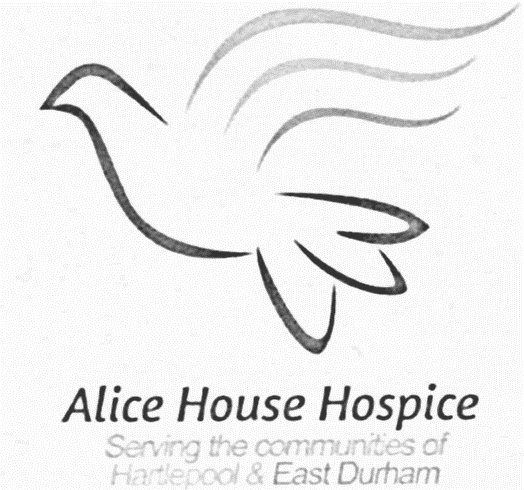 Alice House Hospice
Serving the communities of
Hartlepool & East Durham